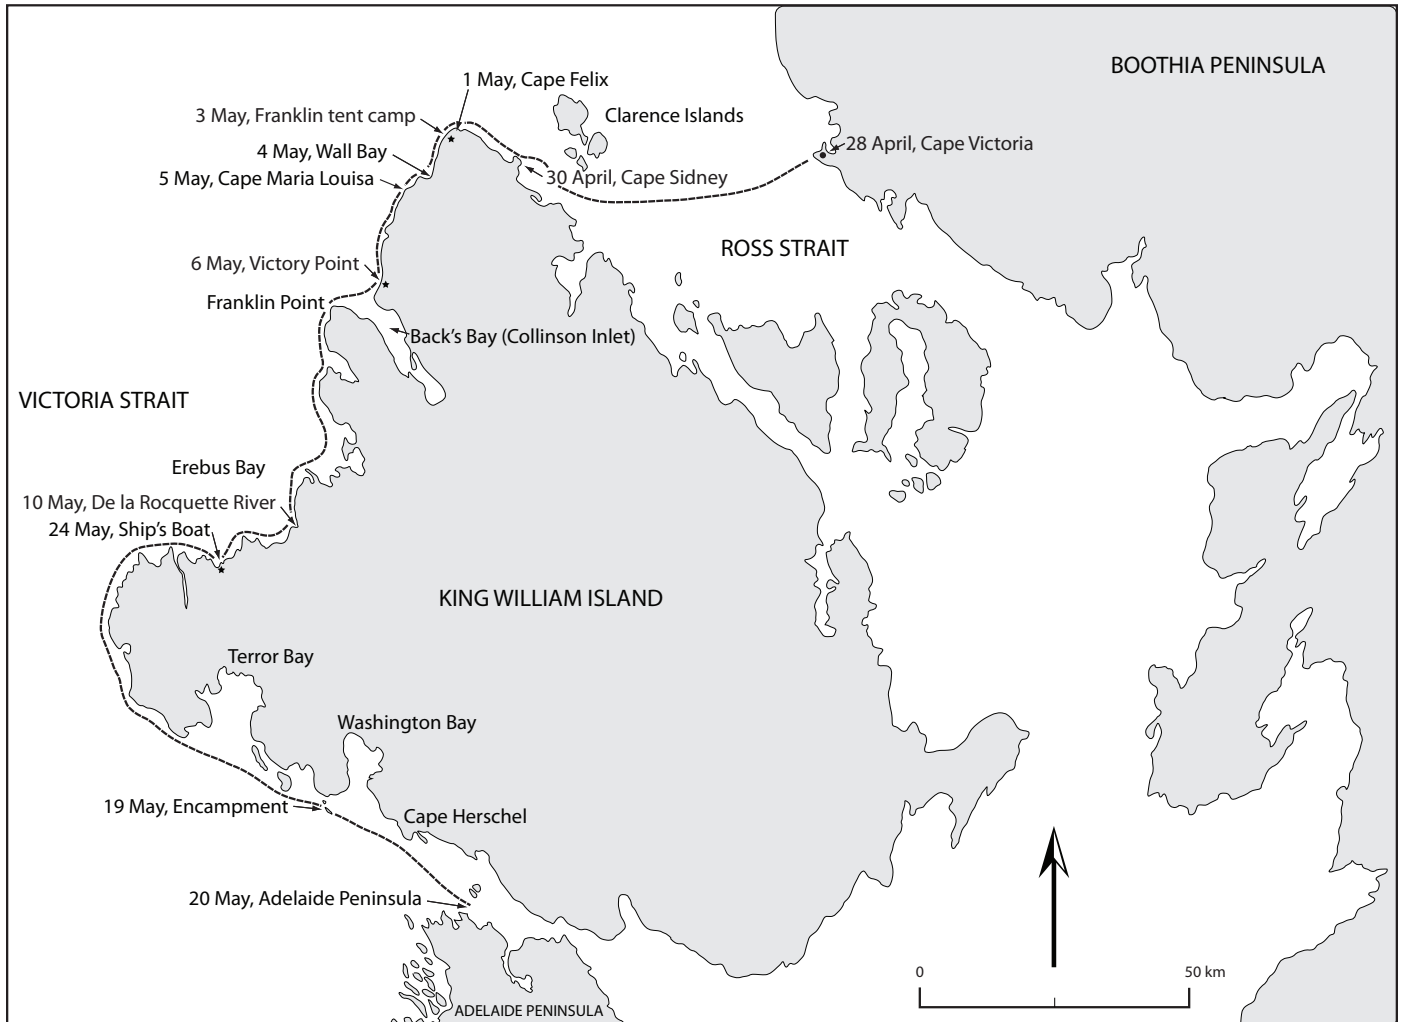 BOOTHIA PENINSULA
1 May, Cape Felix
3 May, Franklin tent camp
Clarence Islands
4 May, Wall Bay
28 April, Cape Victoria
5 May, Cape Maria Louisa
30 April, Cape Sidney
ROSS STRAIT
6 May, Victory Point
Franklin Point
Back's Bay (Collinson Inlet)
VICTORIA STRAIT
Erebus Bay
10 May, De la Rocquette River
24 May, Ship's Boat
KING WILLIAM ISLAND
Terror Bay
Washington Bay
19 May, Encampment
Cape Herschel
20 May, Adelaide Peninsula
0
50 km
ADELAIDE PENINSULA